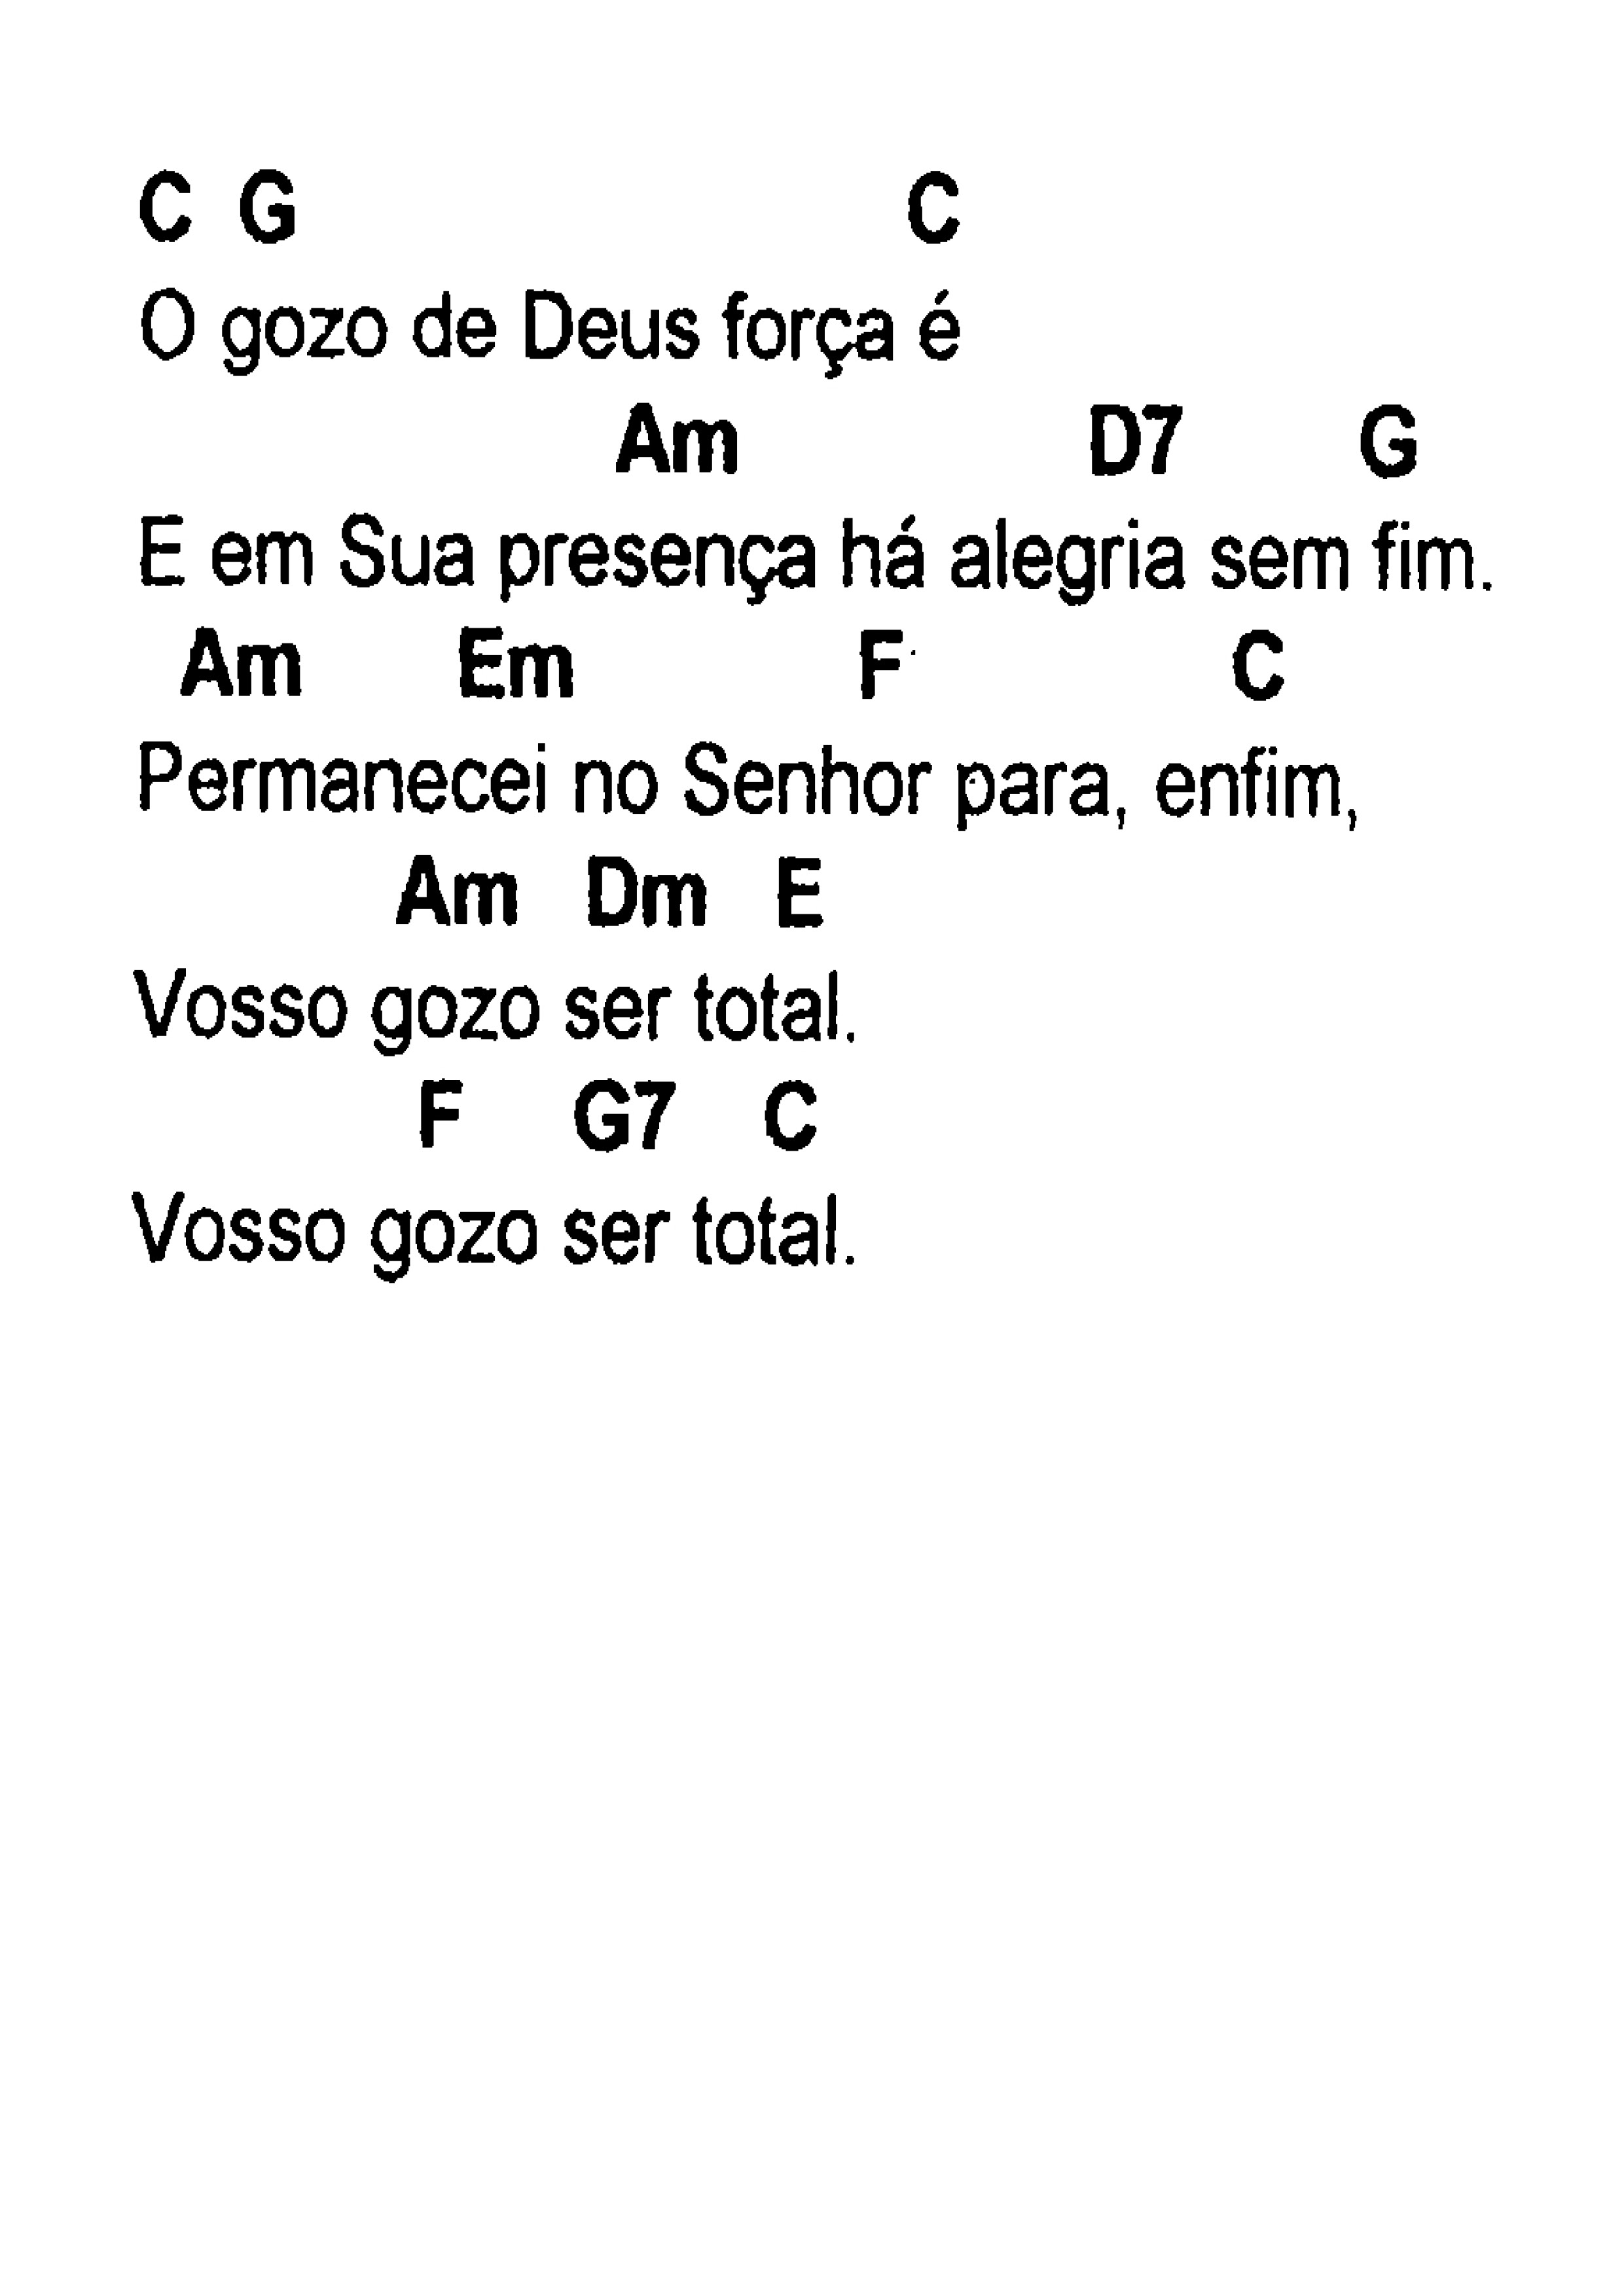 C G C
O gozo de Deus força é
Am D7 G
E em Sua presença há alegria sem fim.
Am Em F C
Permanecei no Senhor para, enfim,
Am Dm E
Vosso gozo ser total.
F G7 C
Vosso gozo ser total.